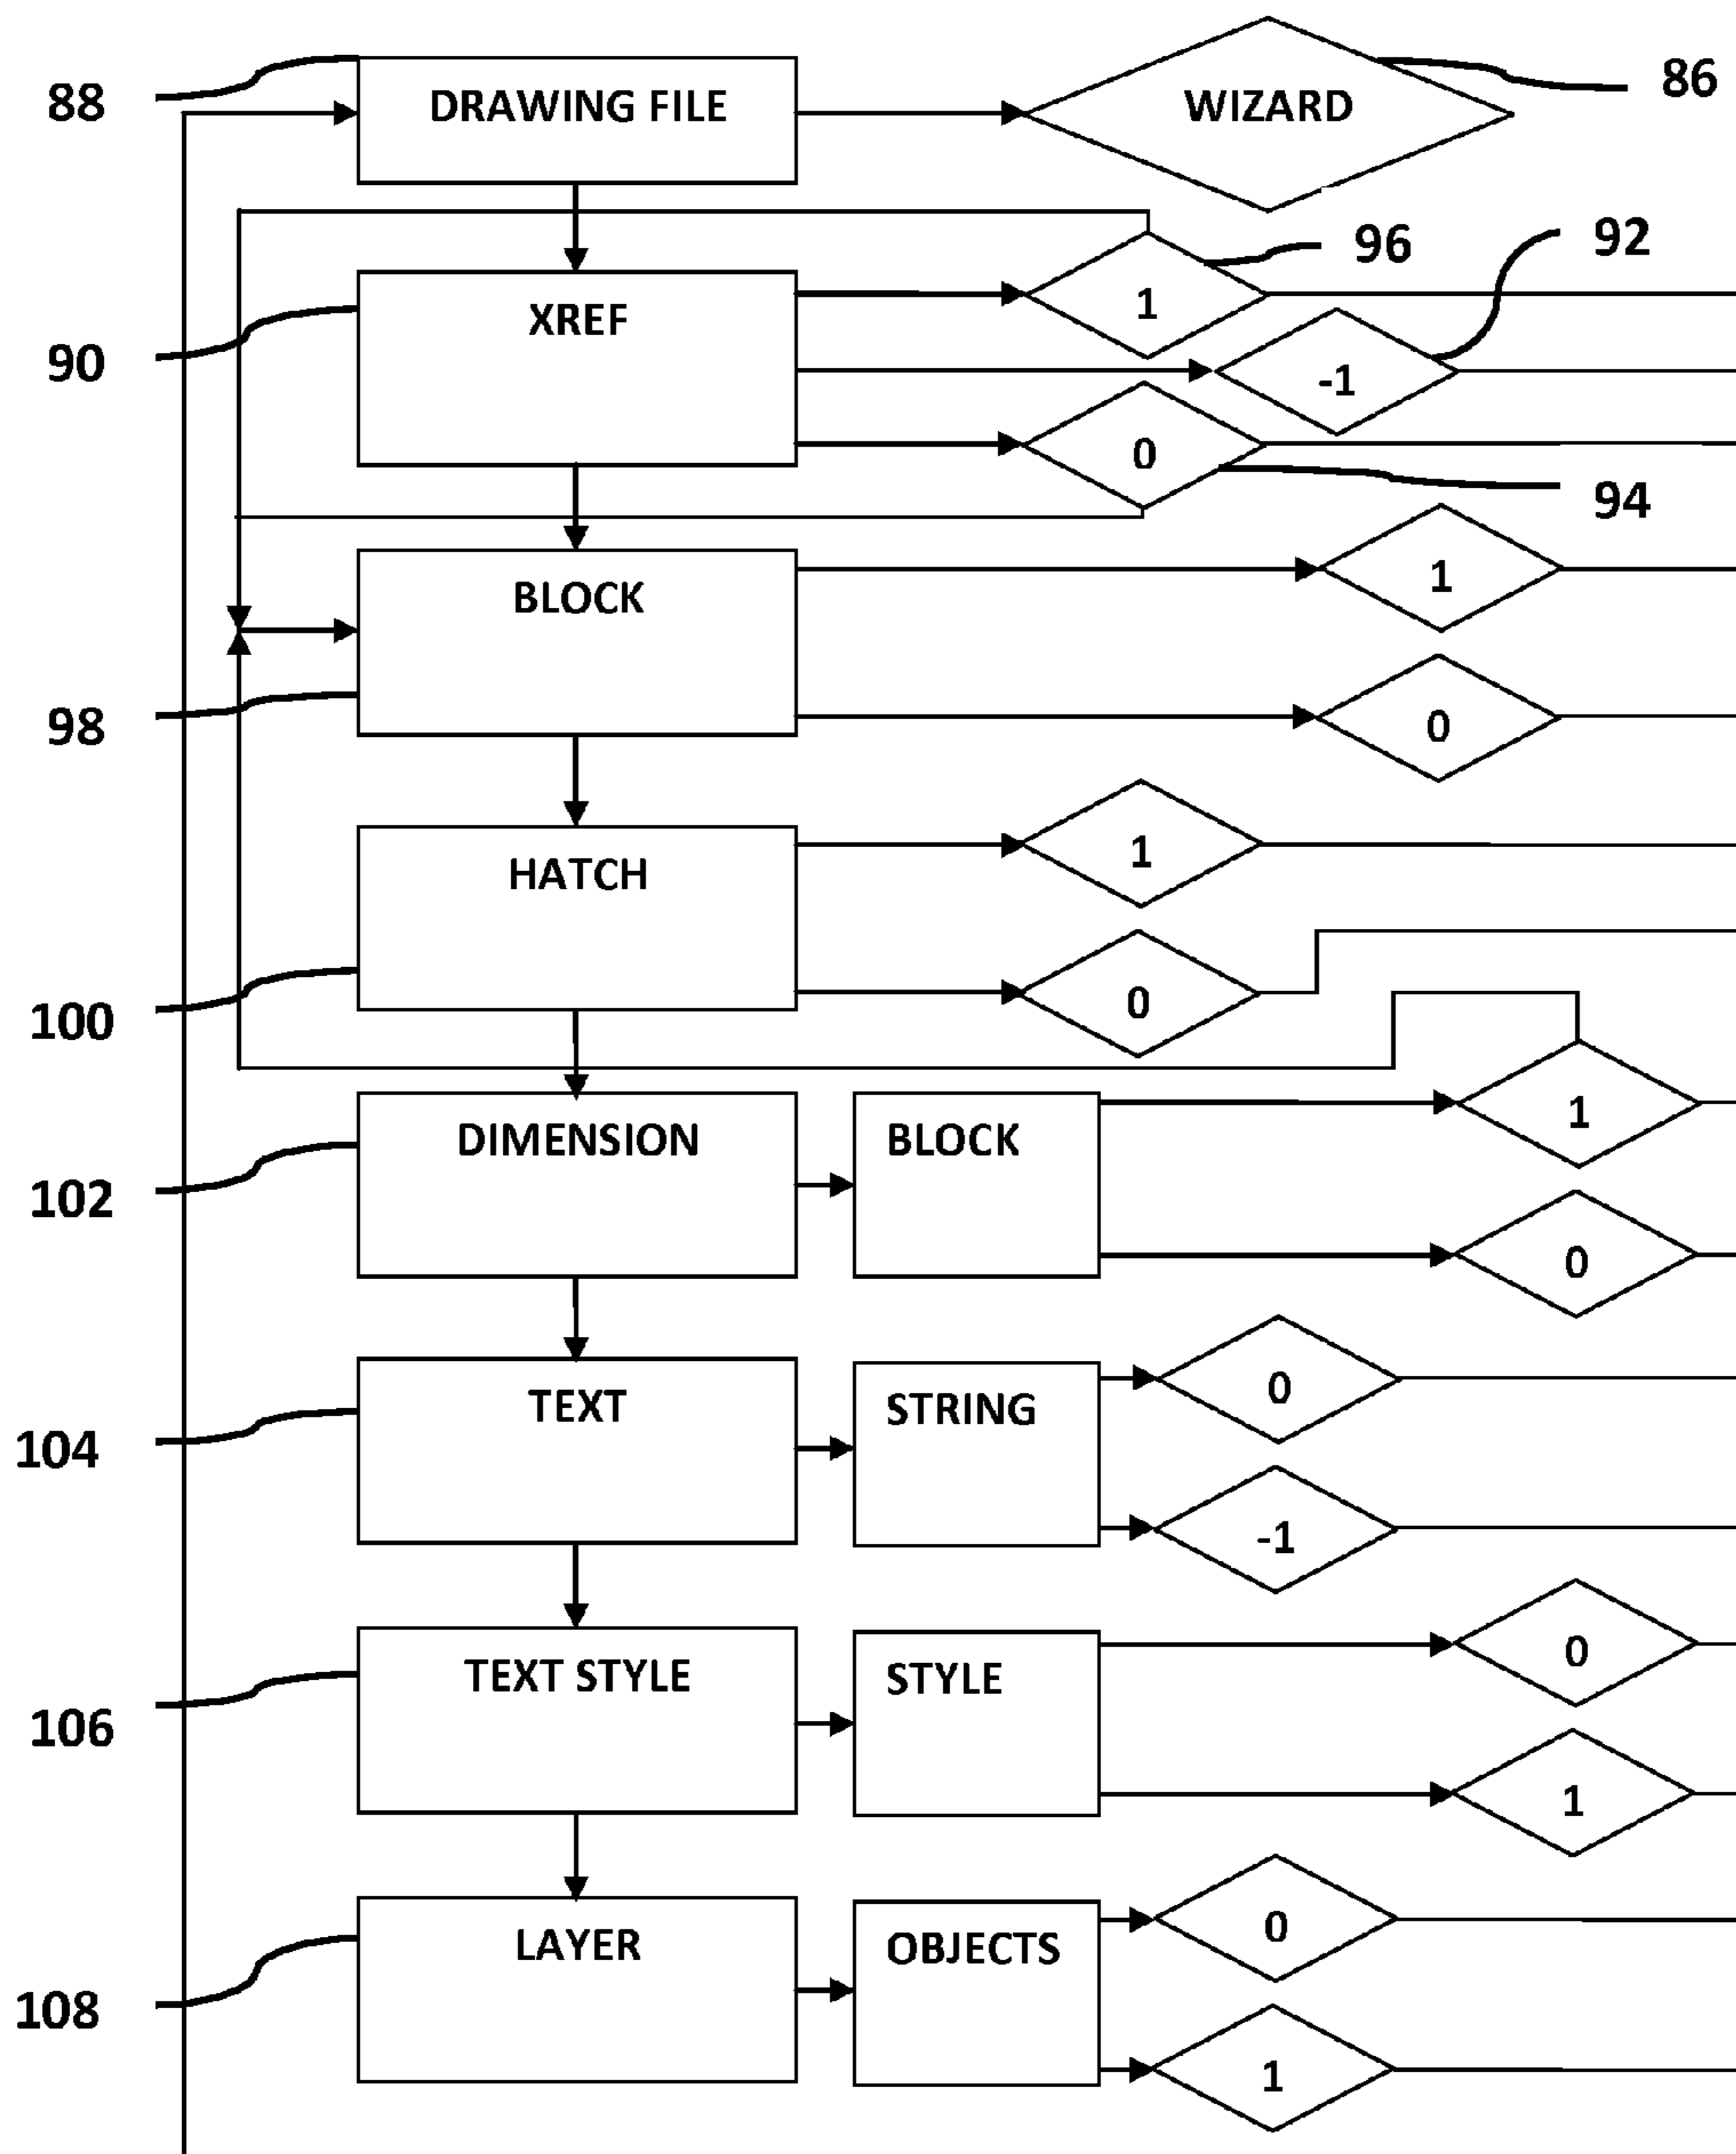 88
DRAWING FILE
WIZARD
86
96
92
XREF
1
90
-1
0
94
BLOCK
1
98
0
HATCH
1
100
0
DIMENSION
BLOCK
1
102
0
TEXT
STRING
0
104
-1
TEXT STYLE
STYLE
0
106
1
LAYER
OBJECTS
0
108
1